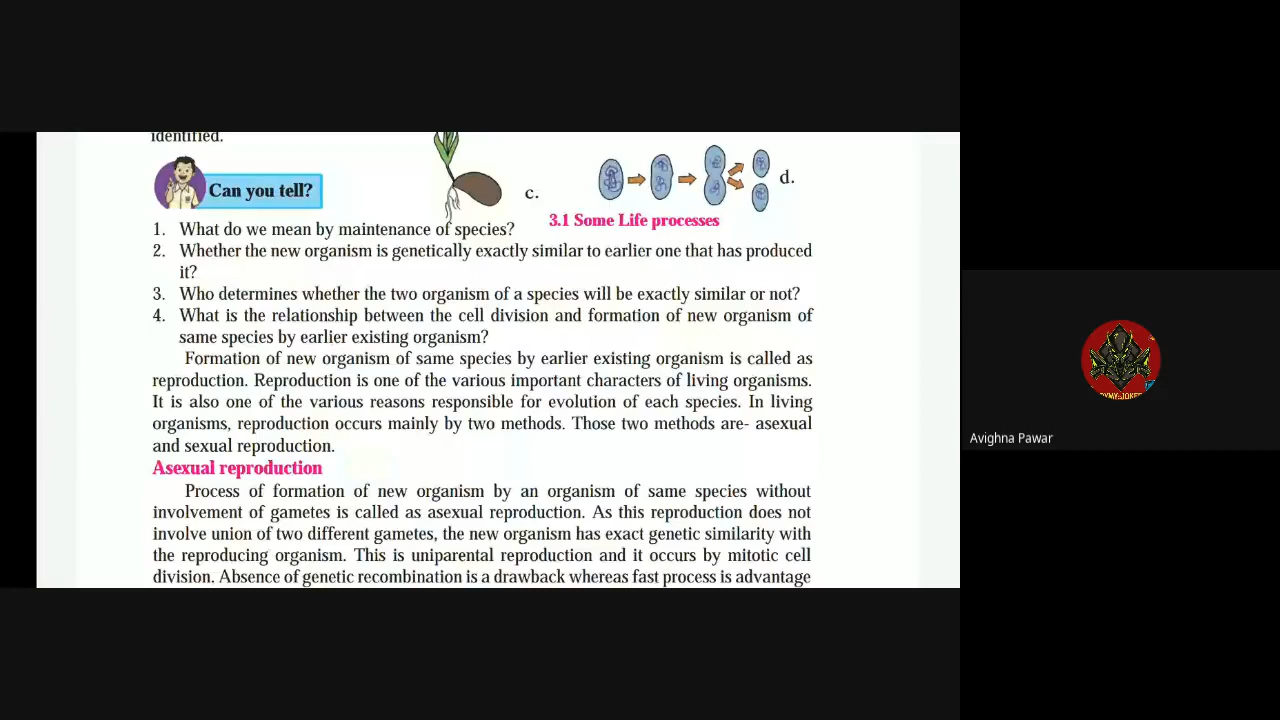 identified.
Can you tell?
c.
d.
3.1 Some Life processes
1. What do we mean by maintenance of species?
2. Whether the new organism is genetically exactly similar to earlier one that has produced
it?
3. Who determines whether the two organism of a species will be exactly similar or not?
4. What is the relationship between the cell division and formation of new organism of
same species by earlier existing organism?
Formation of new organism of same species by earlier existing organism is called as
reproduction. Reproduction is one of the various important characters of living organisms.
It is also one of the various reasons responsible for evolution of each species. In living
organisms, reproduction occurs mainly by two methods. Those two methods are- asexual
and sexual reproduction.
Asexual reproduction
Process of formation of new organism by an organism of same species without
involvement of gametes is called as asexual reproduction. As this reproduction does not
involve union of two different gametes, the new organism has exact genetic similarity with
the reproducing organism. This is uniparental reproduction and it occurs by mitotic cell
division. Absence of genetic recombination is a drawback whereas fast process is advantage
Avighna Pawar